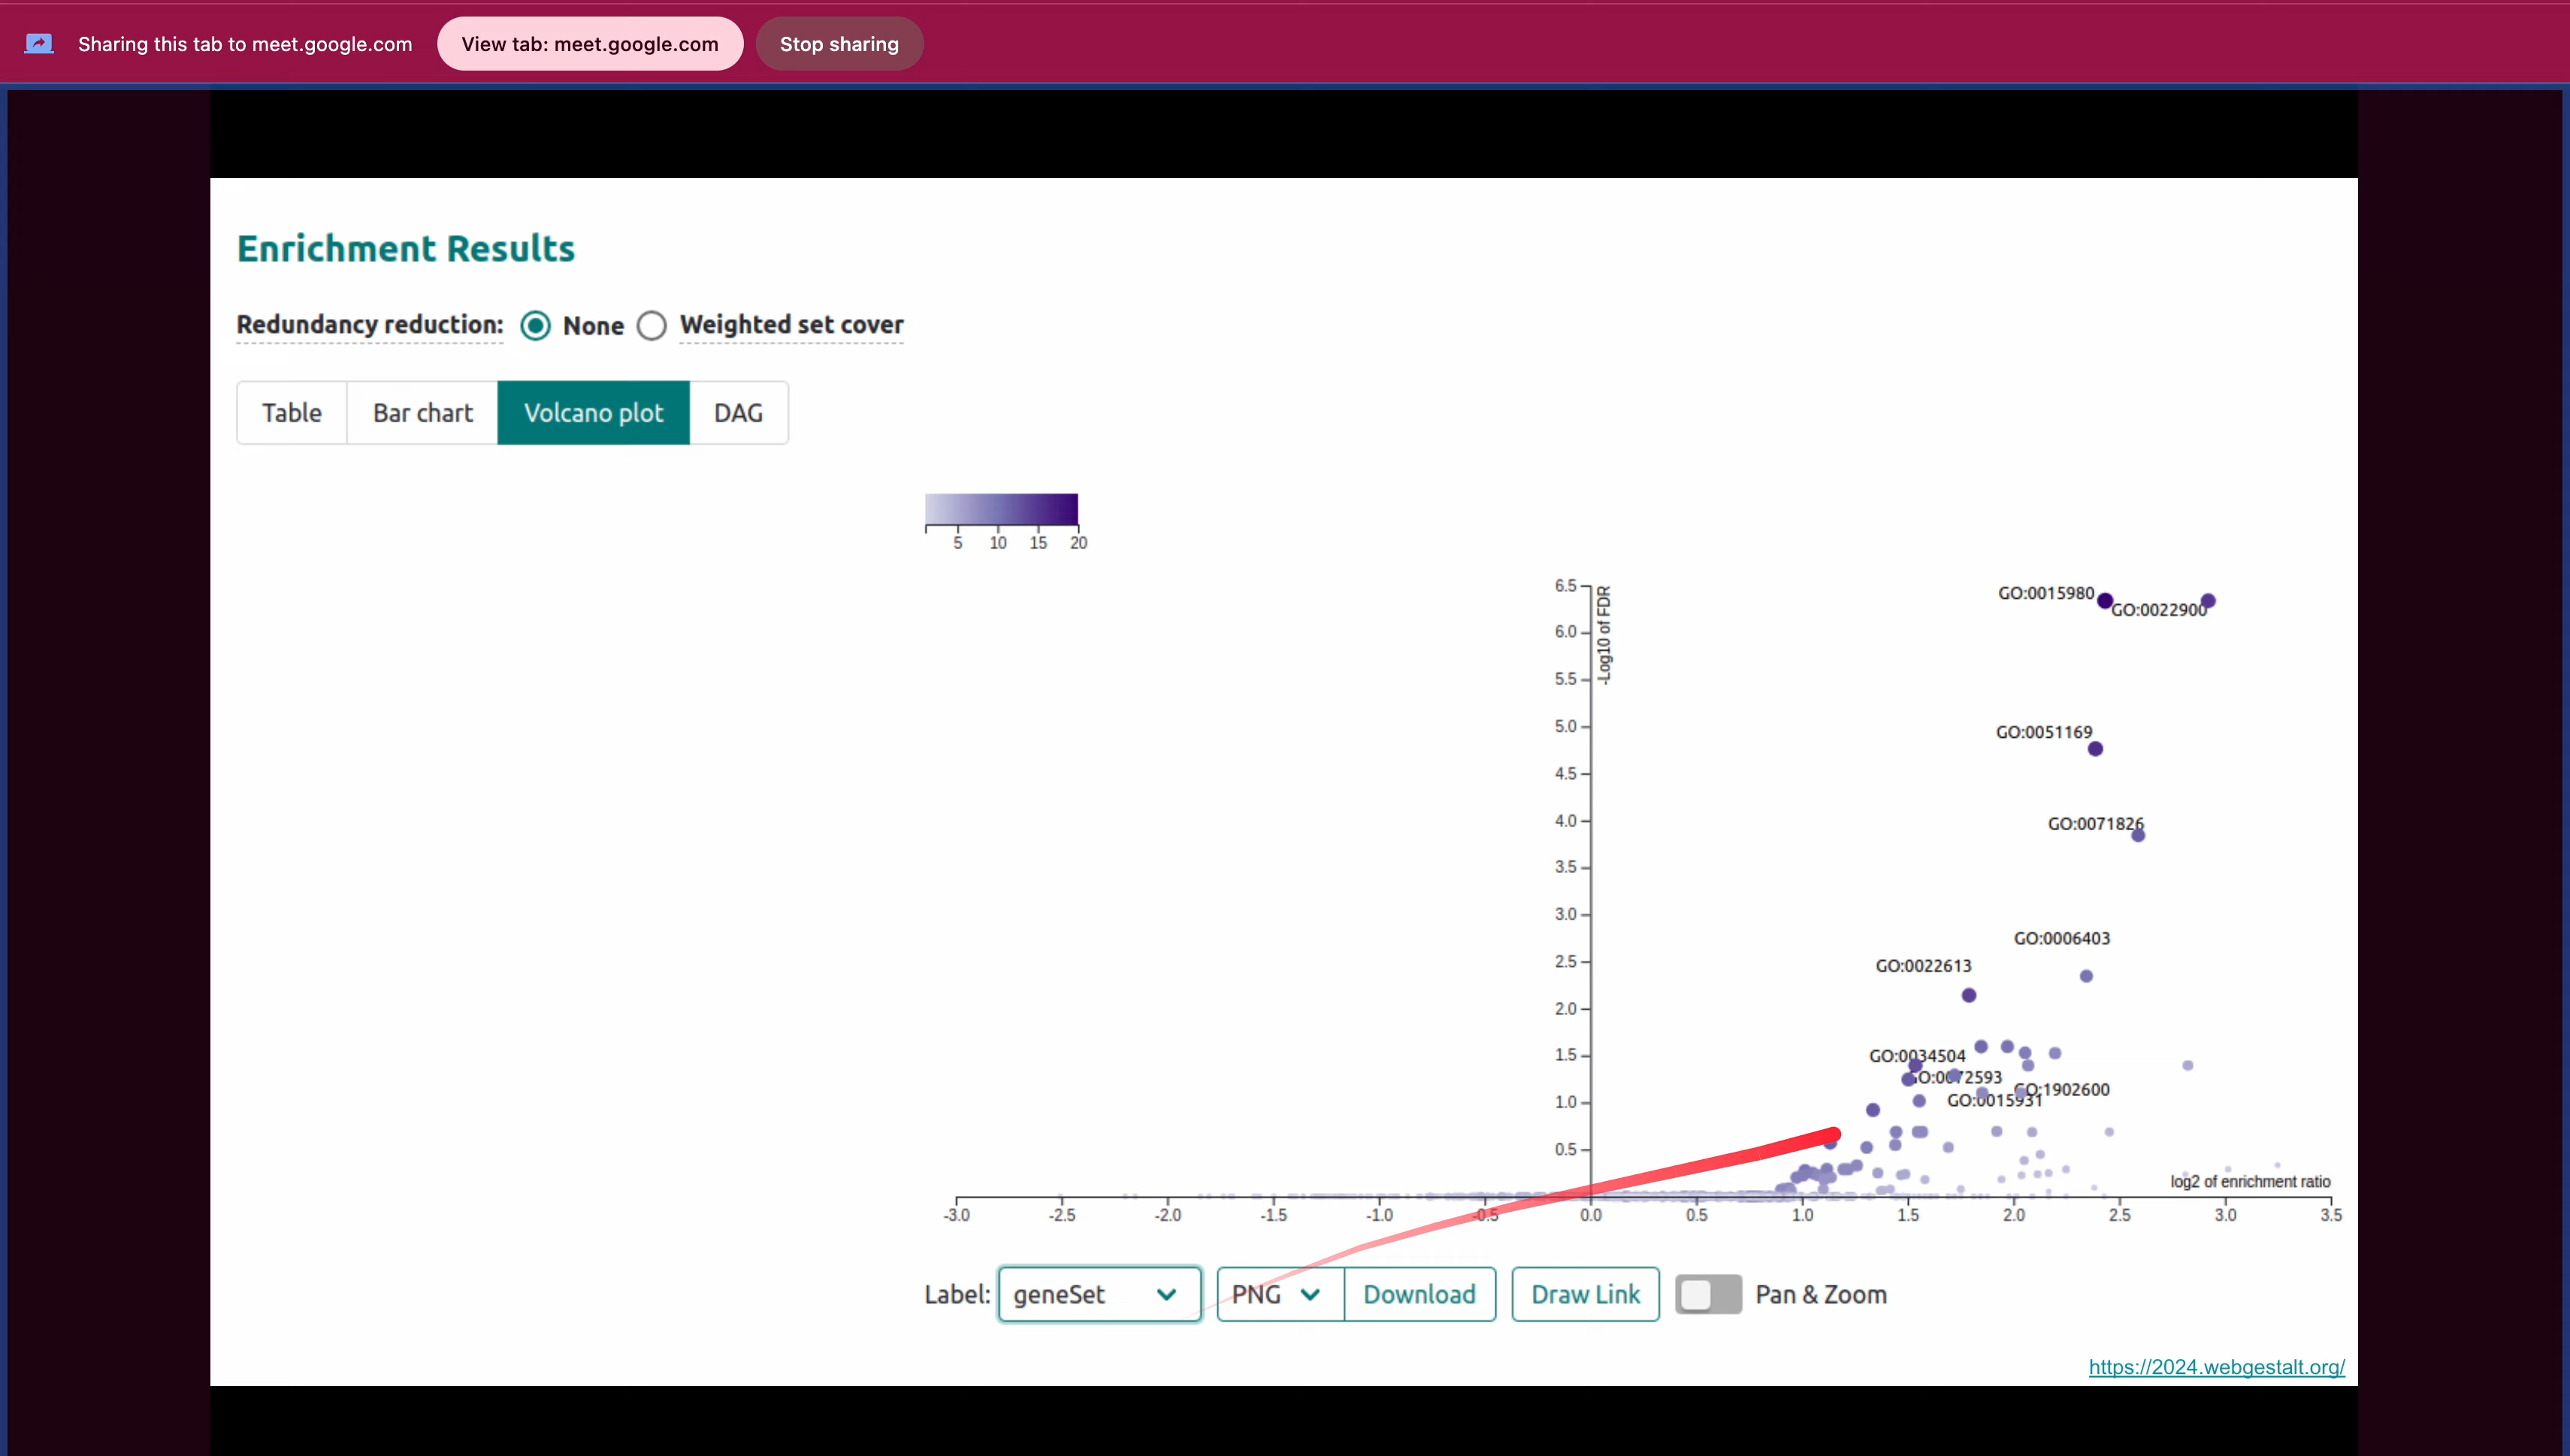 Sharing this tab to meet.google.com View tab: meet.google.com Stop sharing
Enrichment Results
Redundancy reduction: None Weighted set cover
Table Bar chart Volcano plot DAG
5 10 15 20
6.5
6.0
5.5
5.0
4.5
4.0
3.5
3.0
2.5
2.0
1.5
1.0
0.5
-Log10 of FDR
GO:0015980
GO:0022900
GO:0051169
GO:0071826
GO:0006403
GO:0022613
GO:0034504
GO:0072593
GO:1902600
GO:0015931
log2 of enrichment ratio
-3.0 -2.5 -2.0 -1.5 -1.0 -0.5 0.0 0.5 1.0 1.5 2.0 2.5 3.0 3.5
Label: geneSet PNG Download Draw Link Pan & Zoom
https://2024.webgestalt.org/